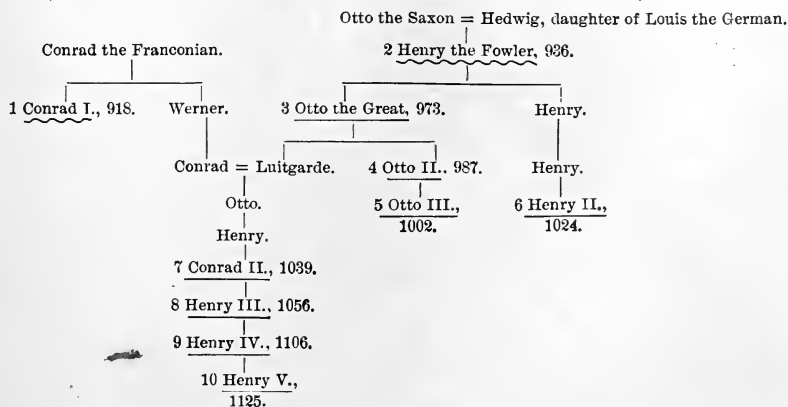 Otto the Saxon = Hedwig, daughter of Louis the German.
Conrad the Franconian.
2 Henry the Fowler, 936.
1 Conrad I., 918. Werner. 3 Otto the Great, 973. Henry.
Conrad = Luitgarde. 4 Otto II., 987. Henry.
Otto. 5 Otto III., 6 Henry II.,
1002. 1024.
Henry.
7 Conrad II., 1039.
8 Henry III., 1056.
9 Henry IV., 1106.
10 Henry V.,
1125.